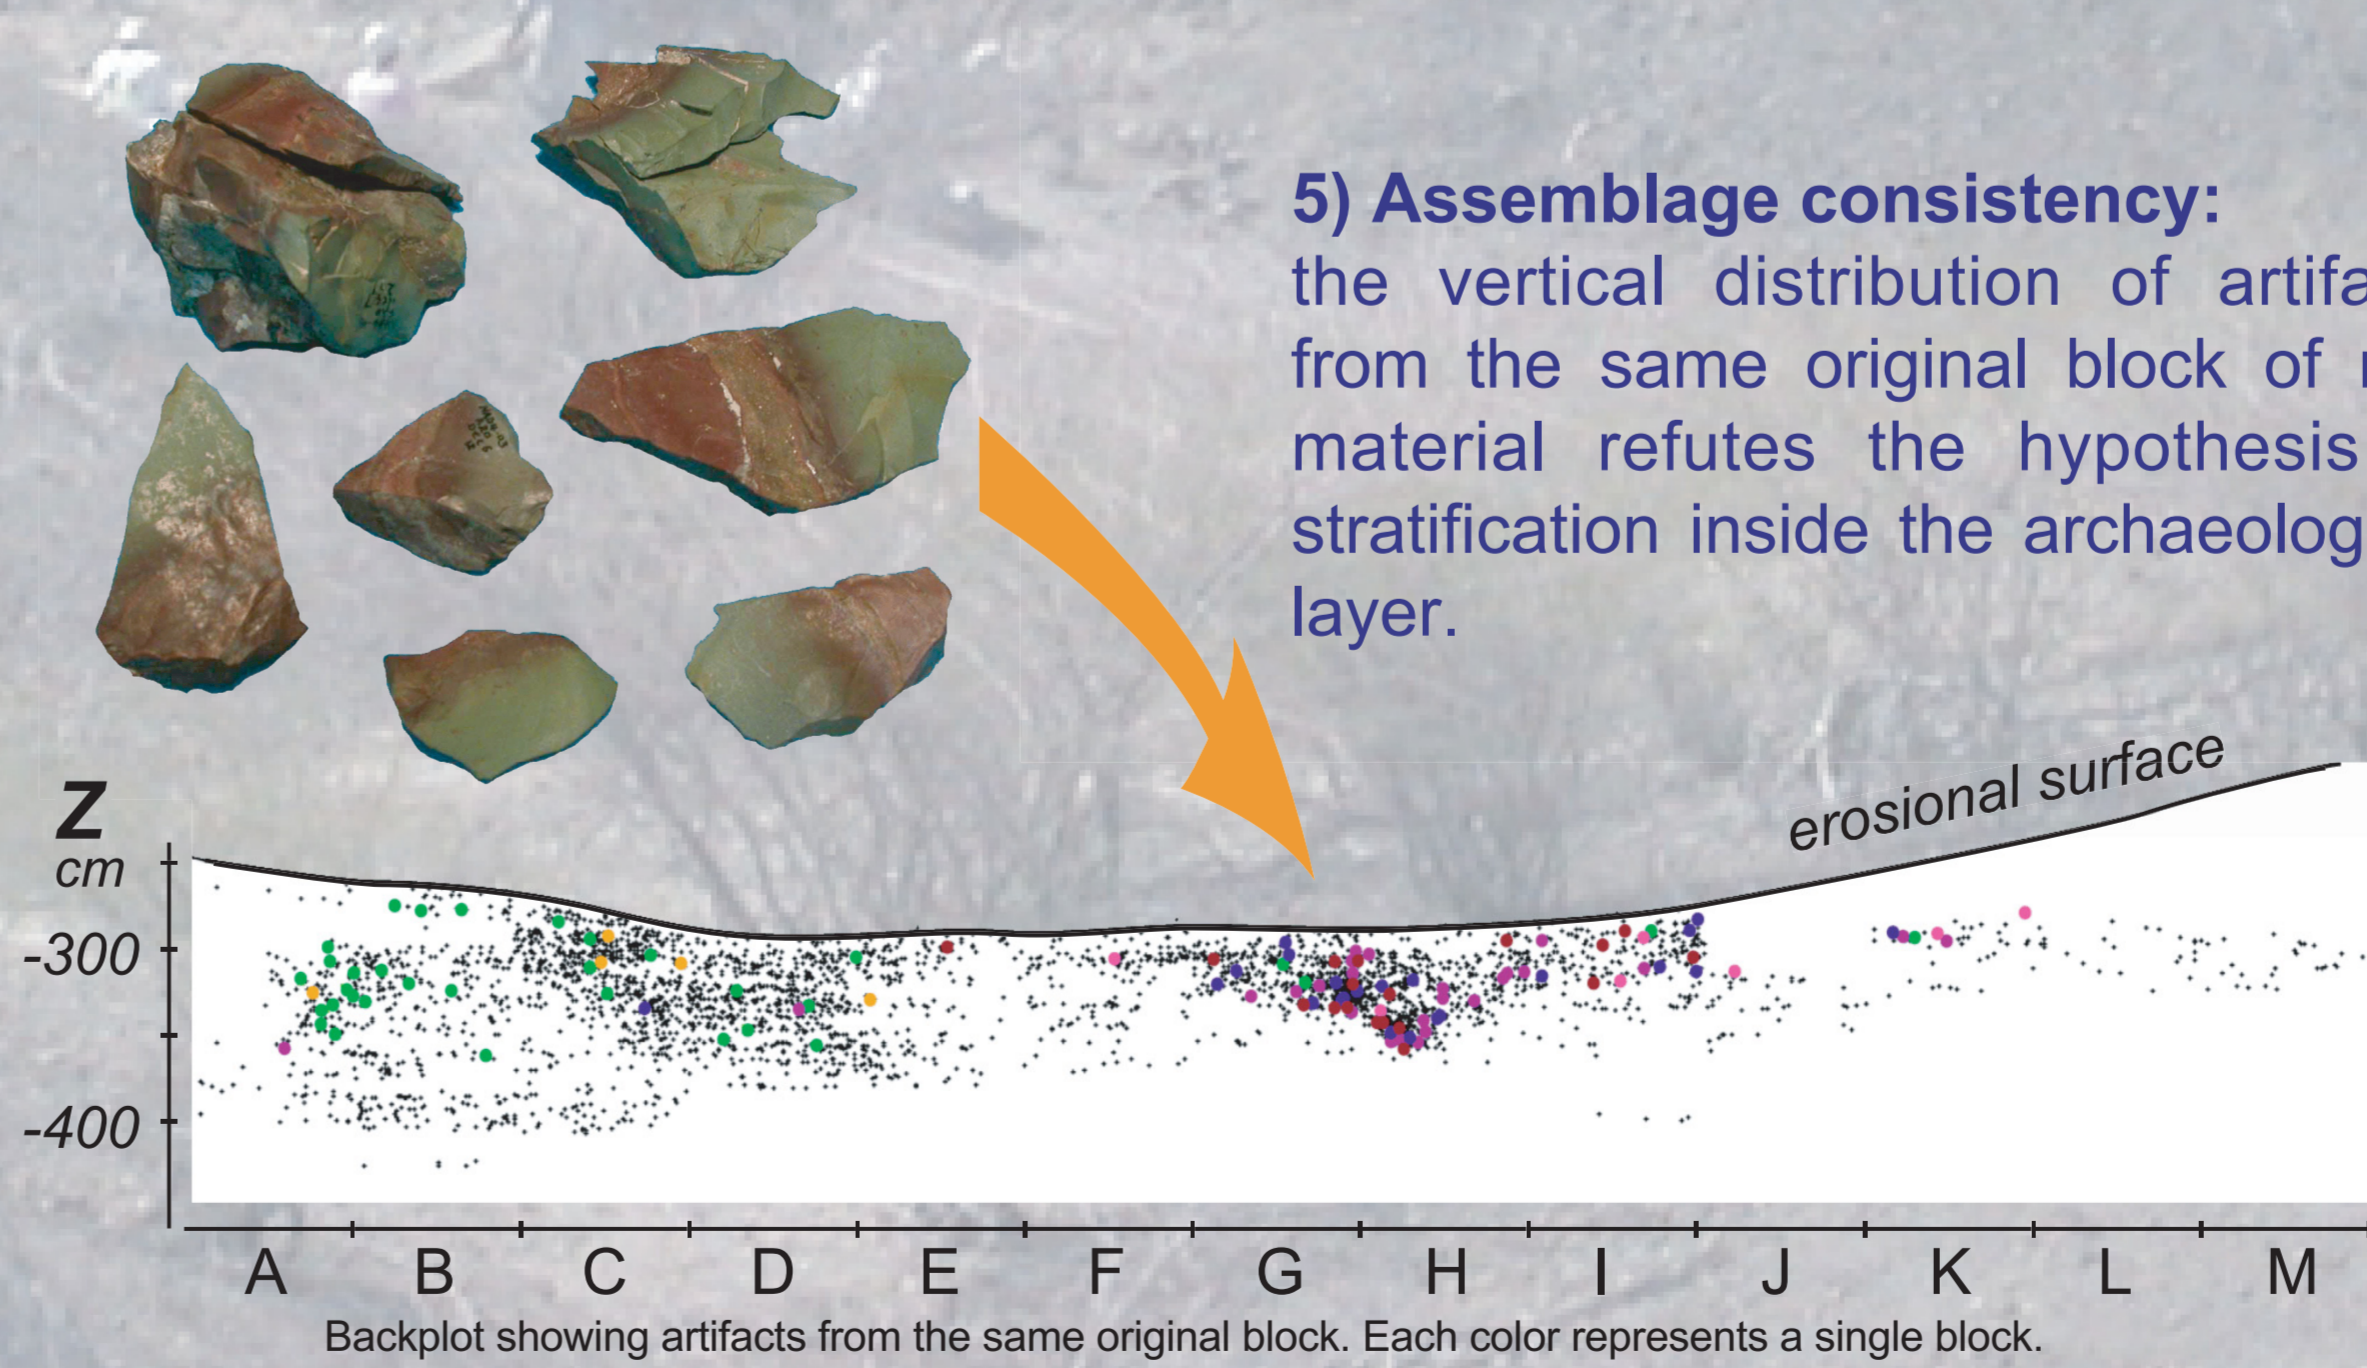 5) Assemblage consistency:
the vertical distribution of artifa
from the same original block of
material refutes the hypothesis
stratification inside the archaeolog
layer.
Z
cm
erosional surface
-300
-400
A B C D E F G H I J K L M
Backplot showing artifacts from the same original block. Each color represents a single block.